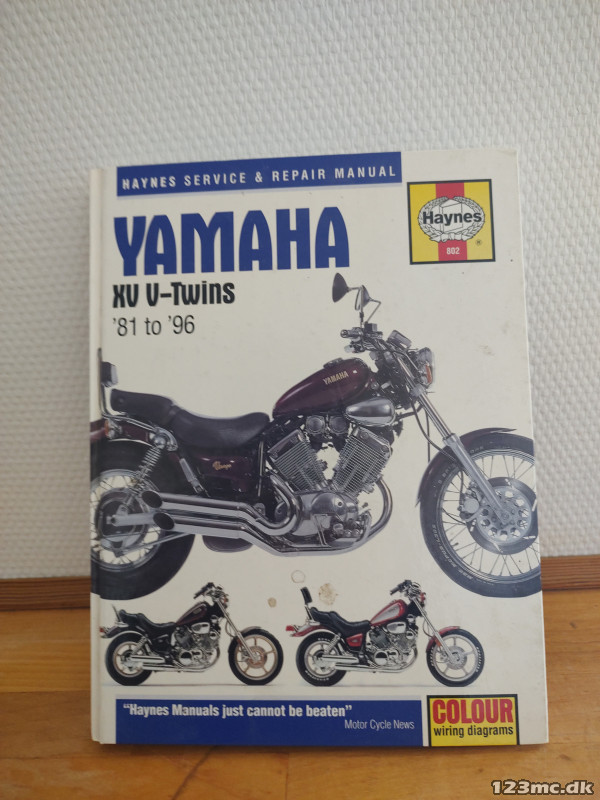 HAYNES SERVICE & REPAIR MANUAL
YAMAHA
XV V-Twins
'81 to '96
Haynes
802
®
YAMAHA
"Haynes Manuals just cannot be beaten"
Motor Cycle News
COLOUR
wiring diagrams
123mc.dk